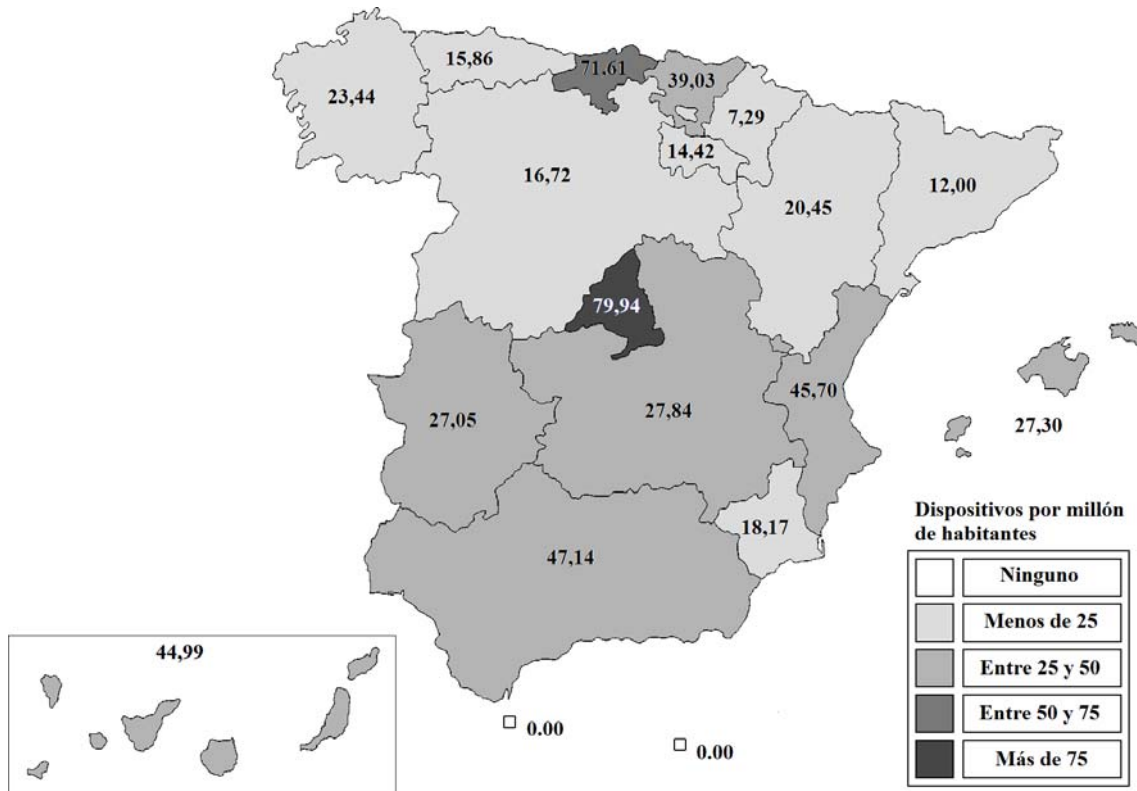 15,86
71,61
39,03
23,44
7,29
14,42
16,72
12,00
20,45
79,94
45,70
27,05
27,84
27,30
18,17
47,14
Dispositivos por millón
de habitantes
Ninguno
Menos de 25
Entre 25 y 50
Entre 50 y 75
Más de 75
44,99
0.00
0.00